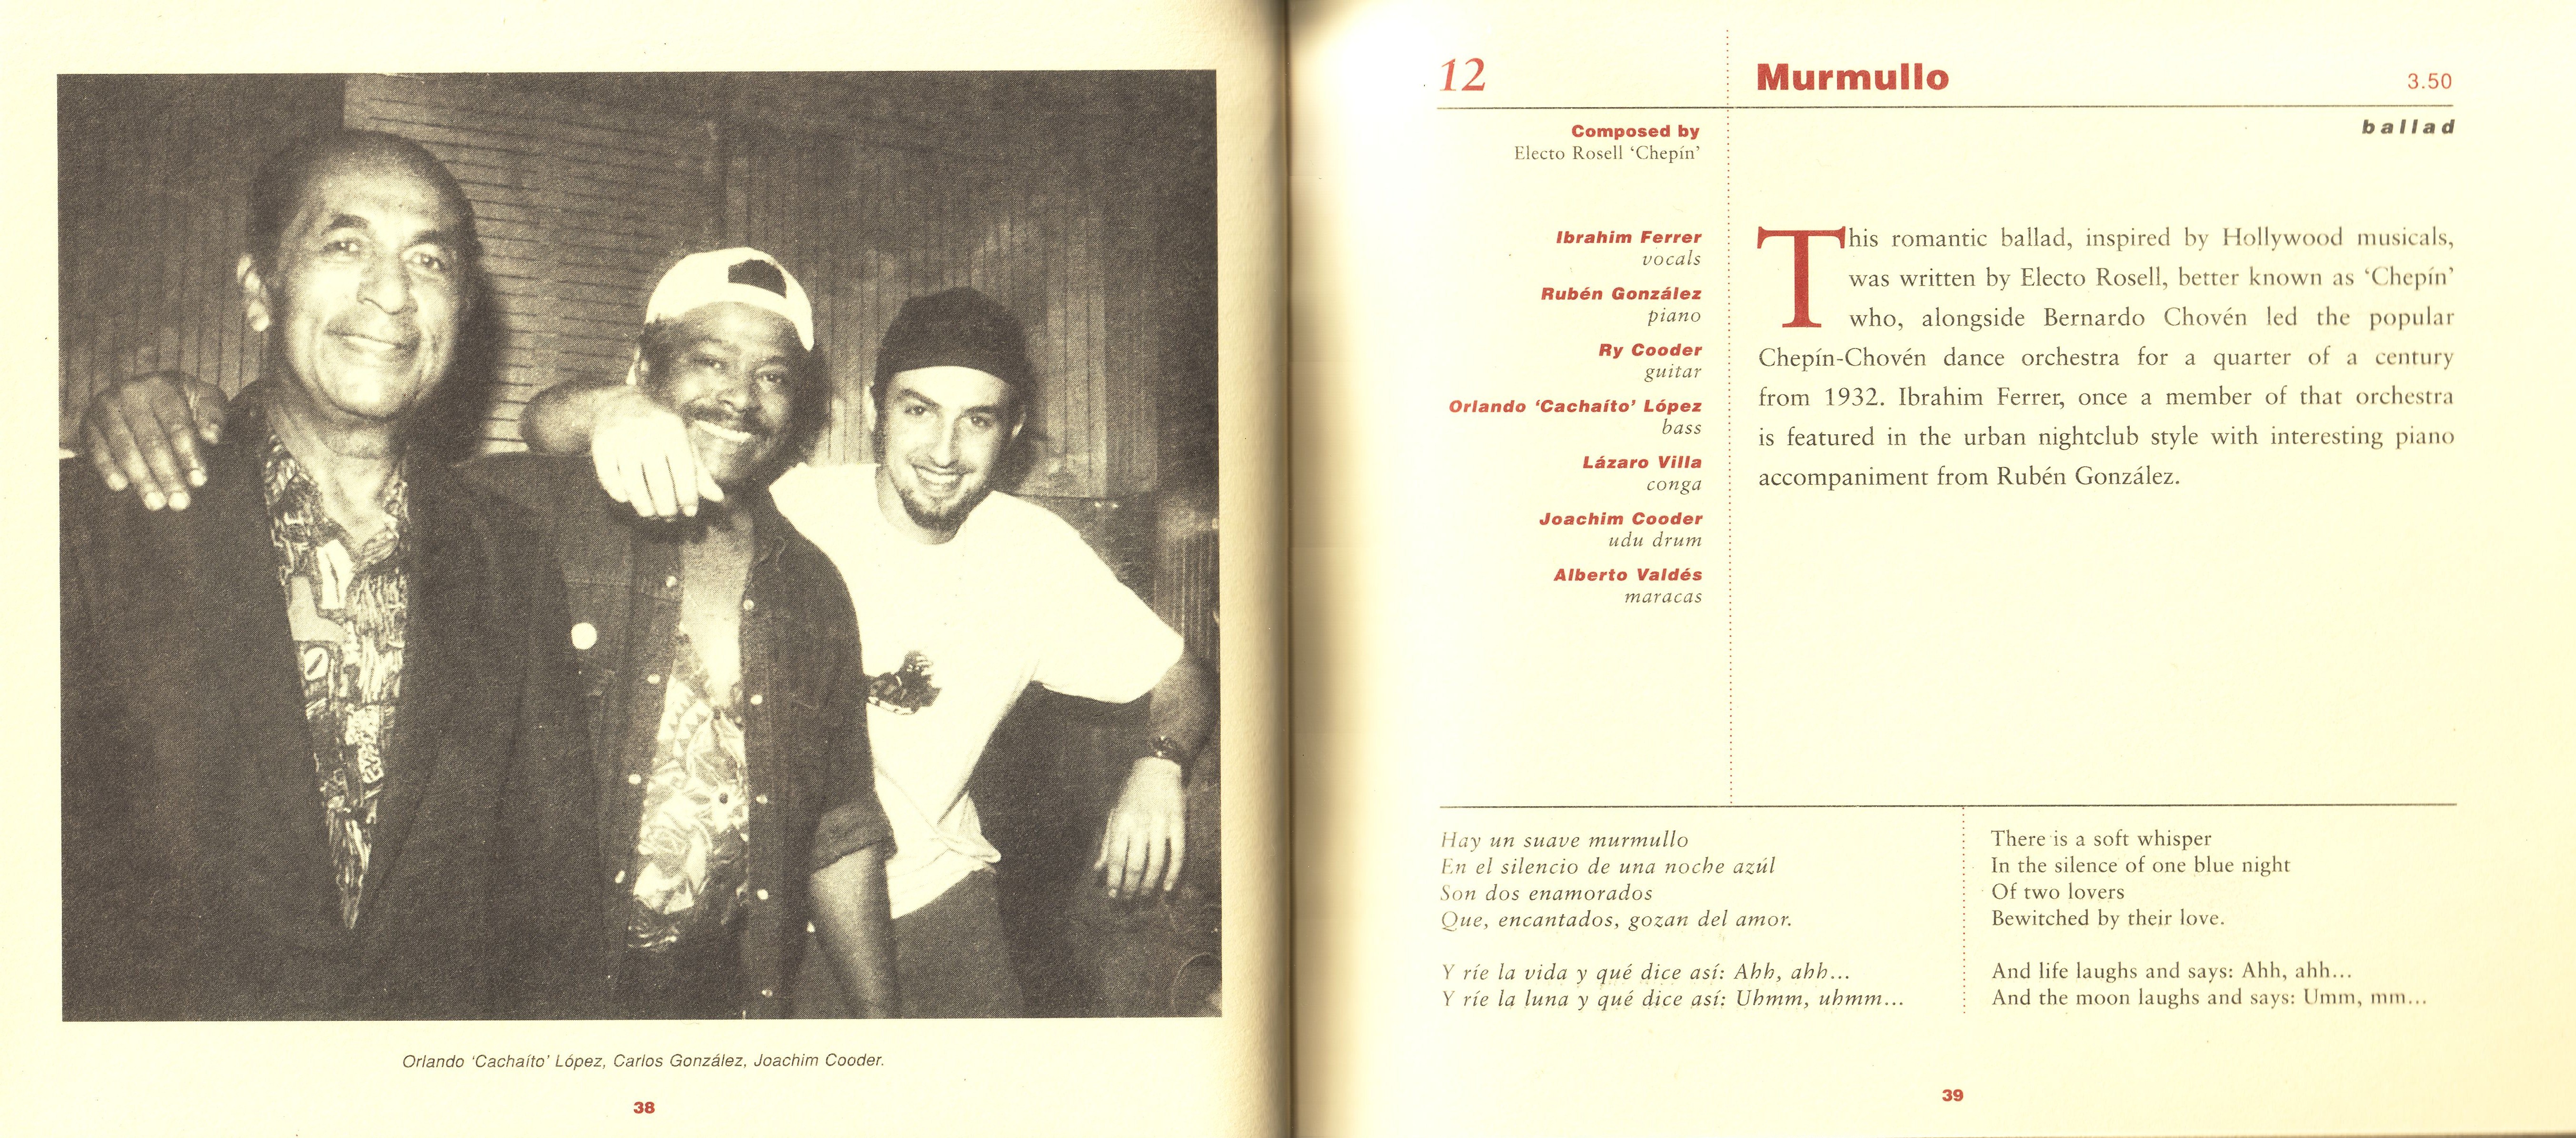 Orlando ‘Cachaíto’ López, Carlos González, Joachim Cooder.
38
12
Murmullo
3.50
ballad
Composed by
Electo Rosell ‘Chepín’
Ibrahim Ferrer
vocals
Rubén González
piano
Ry Cooder
guitar
Orlando ‘Cachaíto’ López
bass
Lázaro Villa
conga
Joachim Cooder
udu drum
Alberto Valdés
maracas
This romantic ballad, inspired by Hollywood musicals,
was written by Electo Rosell, better known as ‘Chepín’
who, alongside Bernardo Chovén led the popular
Chepín-Chovén dance orchestra for a quarter of a century
from 1932. Ibrahim Ferrer, once a member of that orchestra
is featured in the urban nightclub style with interesting piano
accompaniment from Rubén González.
Hay un suave murmullo
En el silencio de una noche azúl
Son dos enamorados
Que, encantados, gozan del amor.
Y ríe la vida y qué dice así: Ahh, ahh...
Y ríe la luna y qué dice así: Uhmm, uhmm...
There is a soft whisper
In the silence of one blue night
Of two lovers
Bewitched by their love.
And life laughs and says: Ahh, ahh...
And the moon laughs and says: Umm, mm...
39